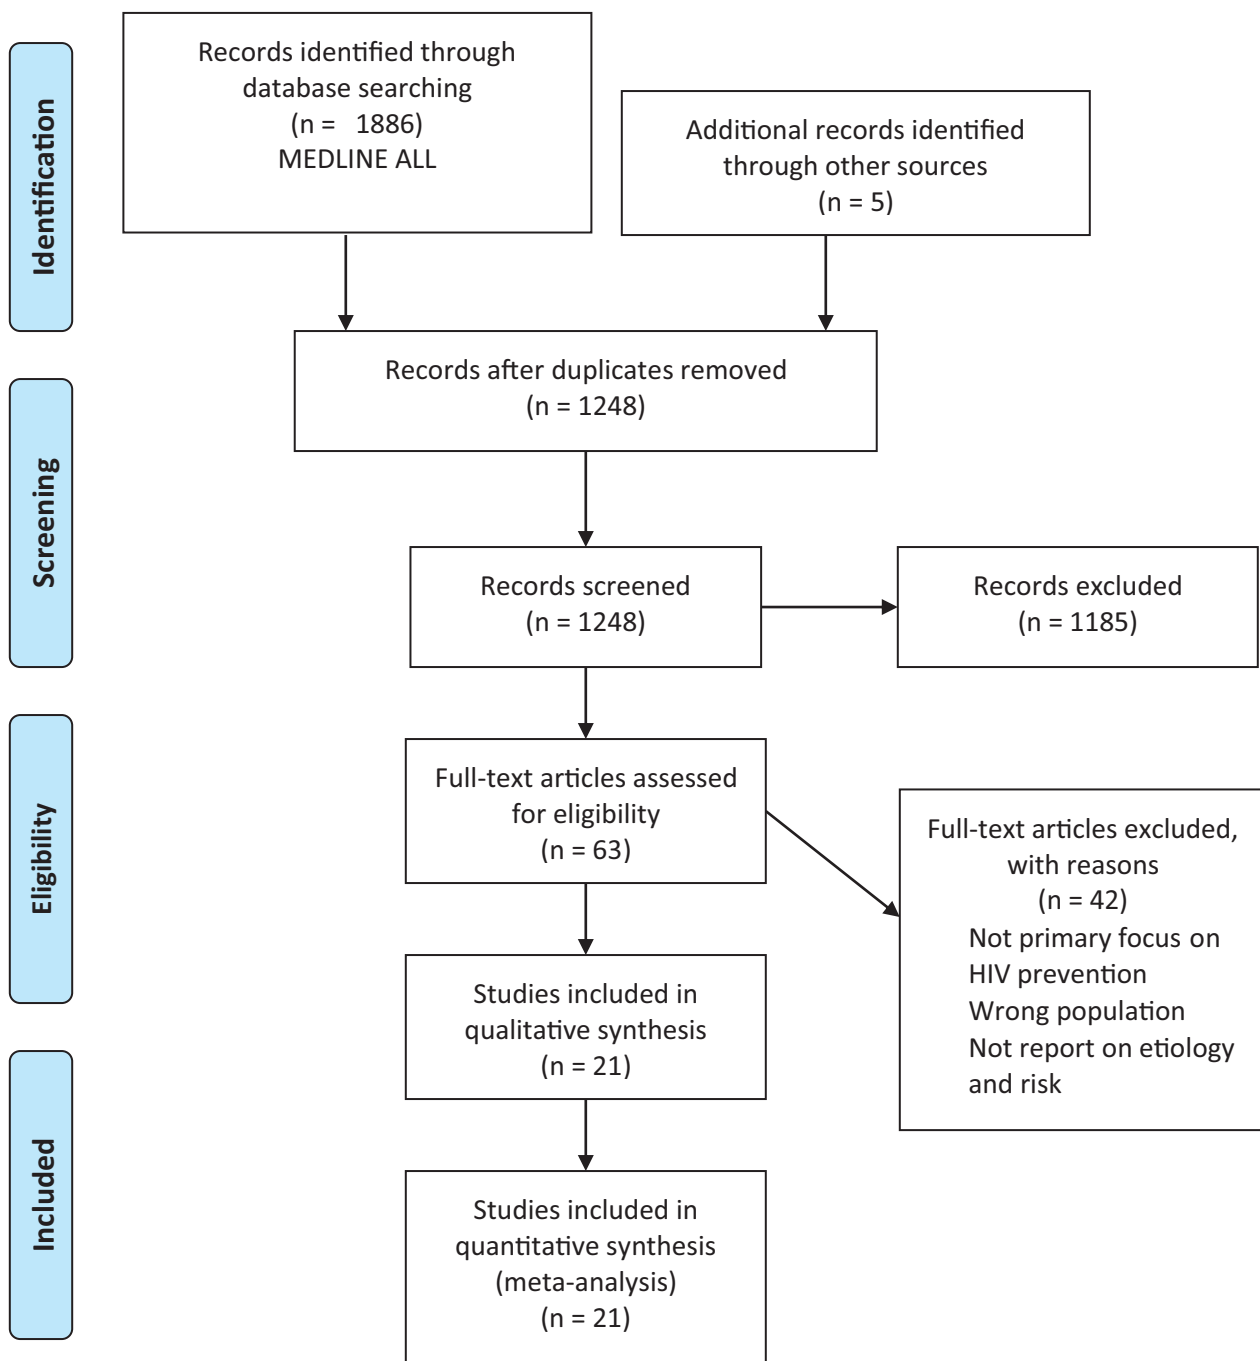 Identification
Records identified through
database searching
(n =   1886)
MEDLINE ALL
Additional records identified
through other sources
(n = 5)
Records after duplicates removed
(n = 1248)
Screening
Records screened
(n = 1248)
Records excluded
(n = 1185)
Eligibility
Full-text articles assessed
for eligibility
(n = 63)
Full-text articles excluded,
with reasons
(n = 42)
Not primary focus on
HIV prevention
Wrong population
Not report on etiology
and risk
Studies included in
qualitative synthesis
(n = 21)
Included
Studies included in
quantitative synthesis
(meta-analysis)
(n = 21)